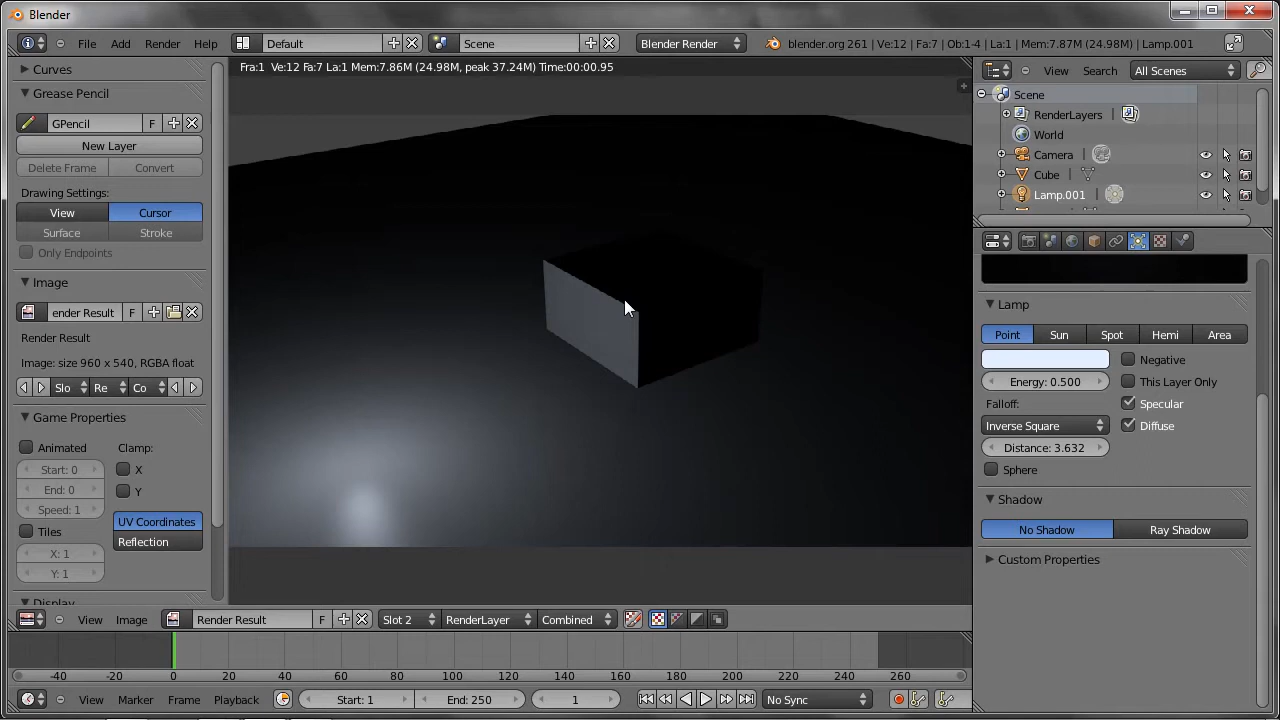 Blender
File Add Render Help Default Scene Blender Render blender.org 261 | Ve:12 | Fa:7 | Ob:1-4 | La:1 | Mem:7.87M (24.98M) | Lamp.001
Fra:1 Ve:12 Fa:7 La:1 Mem:7.86M (24.98M, peak 37.24M) Time:00:00.95
Curves
Grease Pencil
GPencil F
New Layer
Delete Frame Convert
Drawing Settings:
View Cursor
Surface Stroke
Only Endpoints
Image
ender Result F
Render Result
Image: size 960 x 540, RGBA float
Slo Re Co
Game Properties
Animated Clamp:
Start: 0 X
End: 0 Y
Speed: 1
Tiles UV Coordinates
X: 1 Reflection
Y: 1
View Search All Scenes
Scene
RenderLayers |
World
Camera |
Cube |
Lamp.001 |
Lamp
Point Sun Spot Hemi Area
Negative
Energy: 0.500 This Layer Only
Falloff: Specular
Inverse Square Diffuse
Distance: 3.632
Sphere
Shadow
No Shadow Ray Shadow
Custom Properties
View Image Render Result F Slot 2 RenderLayer Combined
-40 -20 0 20 40 60 80 100 120 140 160 180 200 220 240 260
View Marker Frame Playback Start: 1 End: 250 1 No Sync